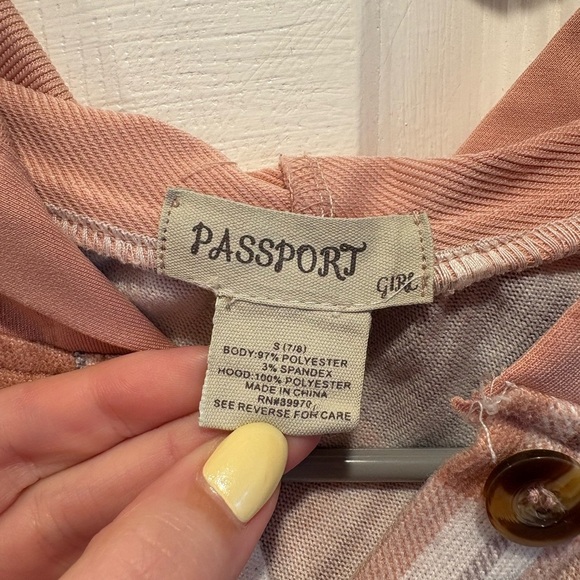 PASSPORT
GIRL
S (7/8)
BODY:97% POLYESTER
3% SPANDEX
HOOD:100% POLYESTER
MADE IN CHINA
RN#89970
SEE REVERSE FOR CARE